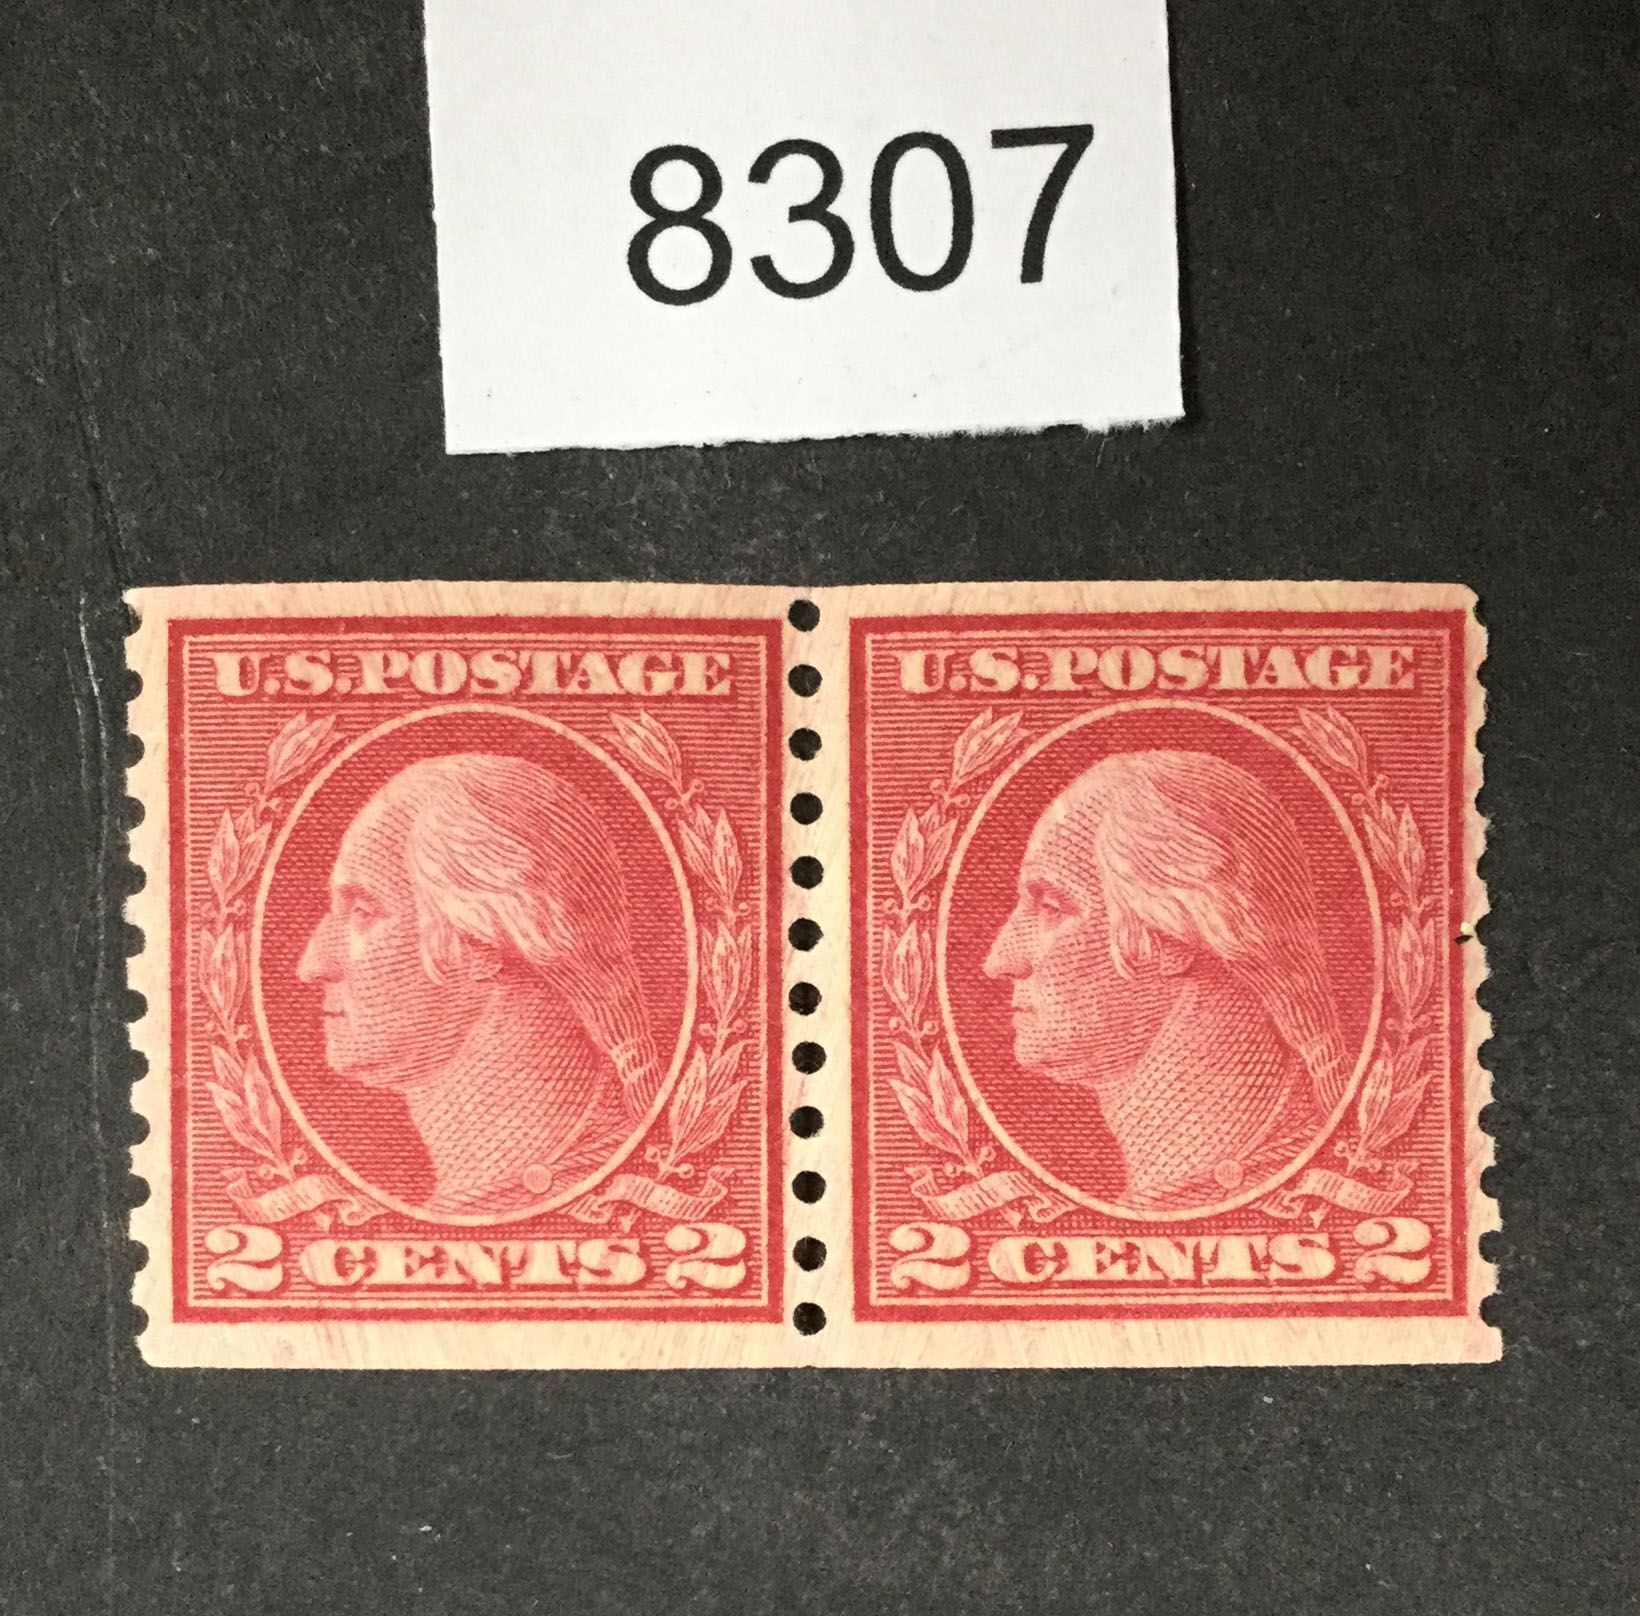 8307
U.S. POSTAGE
2 CENTS 2
U.S. POSTAGE
2 CENTS 2